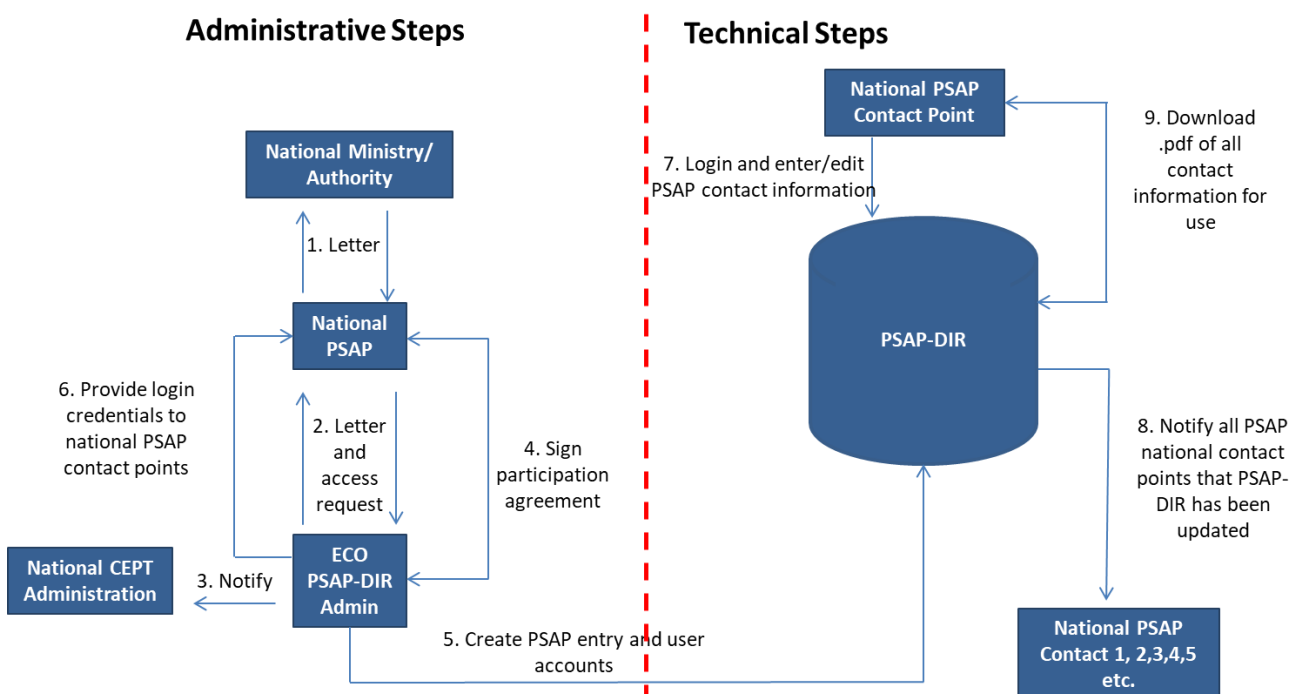 Administrative Steps
Technical Steps
National Ministry/
Authority
1. Letter
National
PSAP
6. Provide login
credentials to
national PSAP
contact points
2. Letter
and
access
request
4. Sign
participation
agreement
National CEPT
Administration
3. Notify
ECO
PSAP-DIR
Admin
5. Create PSAP entry and user
accounts
National PSAP
Contact Point
7. Login and enter/edit
PSAP contact information
9. Download
.pdf of all
contact
information for
use
PSAP-DIR
8. Notify all PSAP
national contact
points that PSAP-
DIR has been
updated
National PSAP
Contact 1, 2,3,4,5
etc.